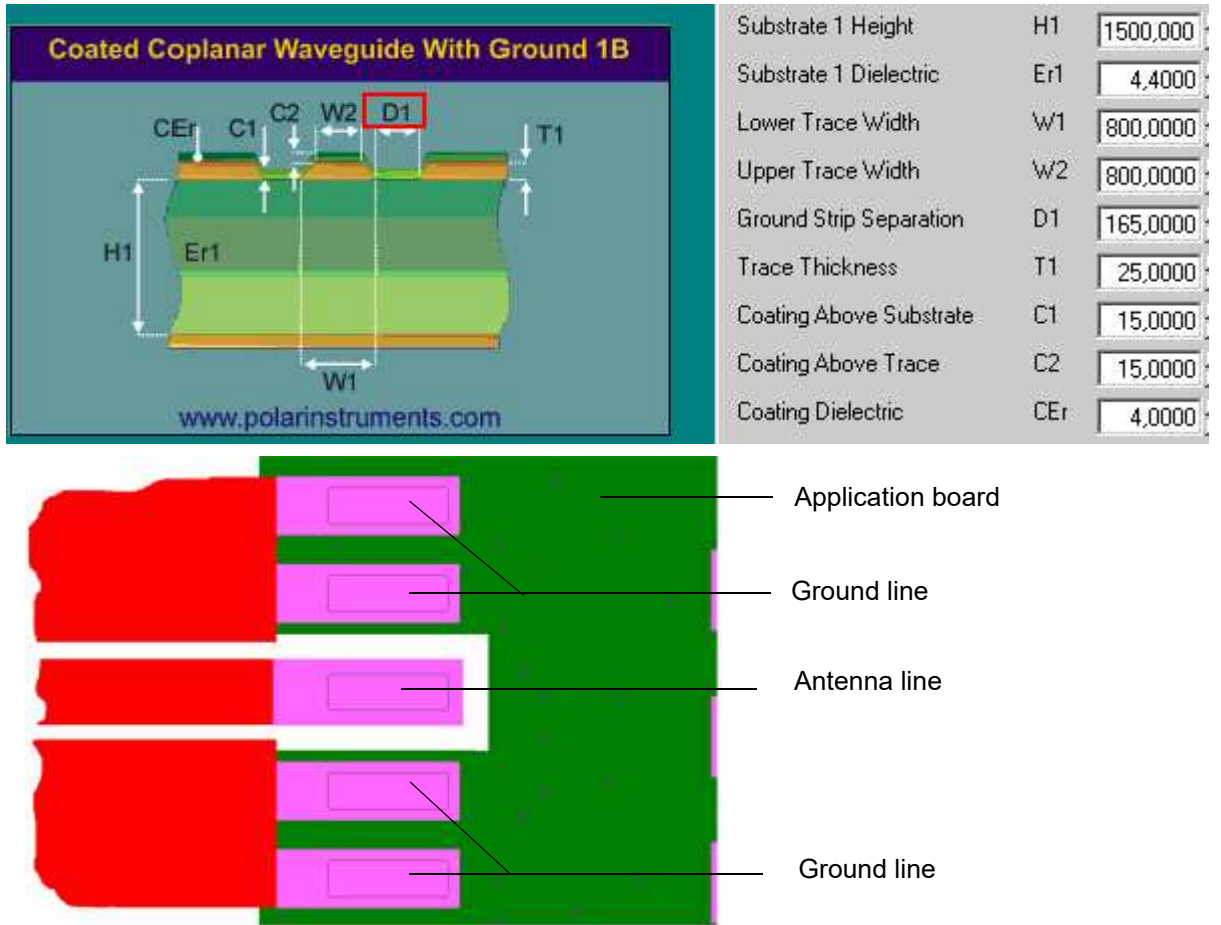 Coated Coplanar Waveguide With Ground 1B
CEr C1 C2 W2 D1 T1
H1 Er1
W1
www.polarinstruments.com
Substrate 1 Height H1 1500,000
Substrate 1 Dielectric Er1 4,4000
Lower Trace Width W1 800,0000
Upper Trace Width W2 800,0000
Ground Strip Separation D1 165,0000
Trace Thickness T1 25,0000
Coating Above Substrate C1 15,0000
Coating Above Trace C2 15,0000
Coating Dielectric CEr 4,0000
Application board
Ground line
Antenna line
Ground line